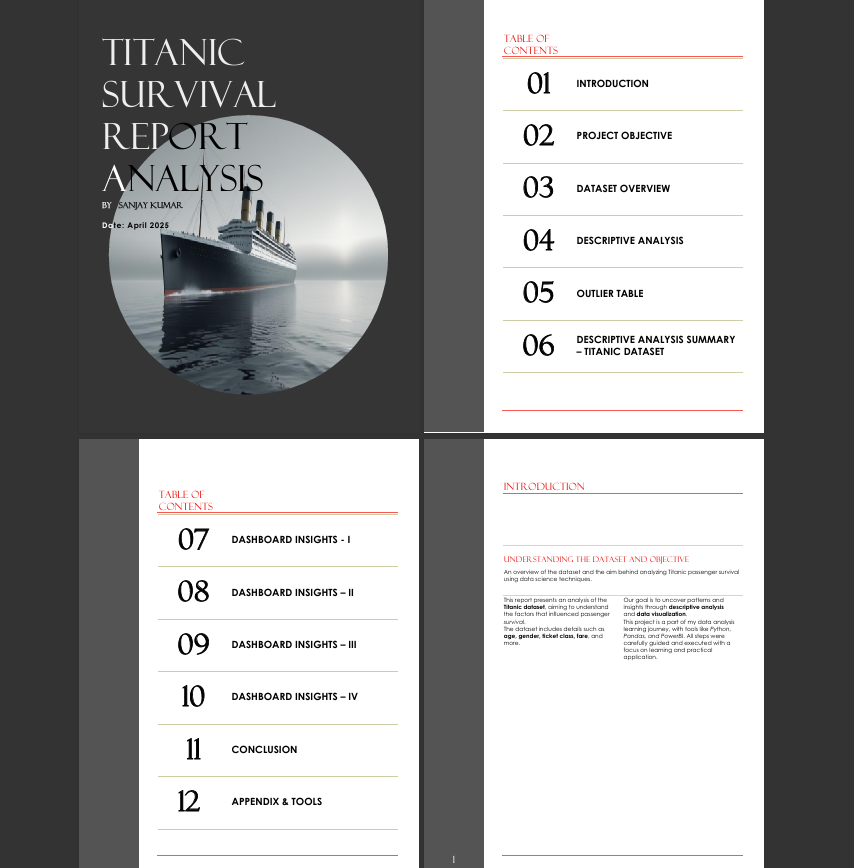 TITANIC
SURVIVAL
REPORT
ANALYSIS
BY SANJAY KUMAR
Date: April 2025
TABLE OF
CONTENTS
01 INTRODUCTION
02 PROJECT OBJECTIVE
03 DATASET OVERVIEW
04 DESCRIPTIVE ANALYSIS
05 OUTLIER TABLE
06 DESCRIPTIVE ANALYSIS SUMMARY
– TITANIC DATASET
TABLE OF
CONTENTS
07 DASHBOARD INSIGHTS - I
08 DASHBOARD INSIGHTS – II
09 DASHBOARD INSIGHTS – III
10 DASHBOARD INSIGHTS – IV
11 CONCLUSION
12 APPENDIX & TOOLS
INTRODUCTION
UNDERSTANDING THE DATASET AND OBJECTIVE
An overview of the dataset and the aim behind analyzing Titanic passenger survival
using data science techniques.
This report presents an analysis of the
Titanic dataset, aiming to understand
the factors that influenced passenger
survival.
The dataset includes details such as
age, gender, ticket class, fare, and
more.
Our goal is to uncover patterns and
insights through descriptive analysis
and data visualization.
This project is a part of my data analysis
learning journey, with tools like Python,
Pandas, and PowerBI. All steps were
carefully guided and executed with a
focus on learning and practical
application.
1